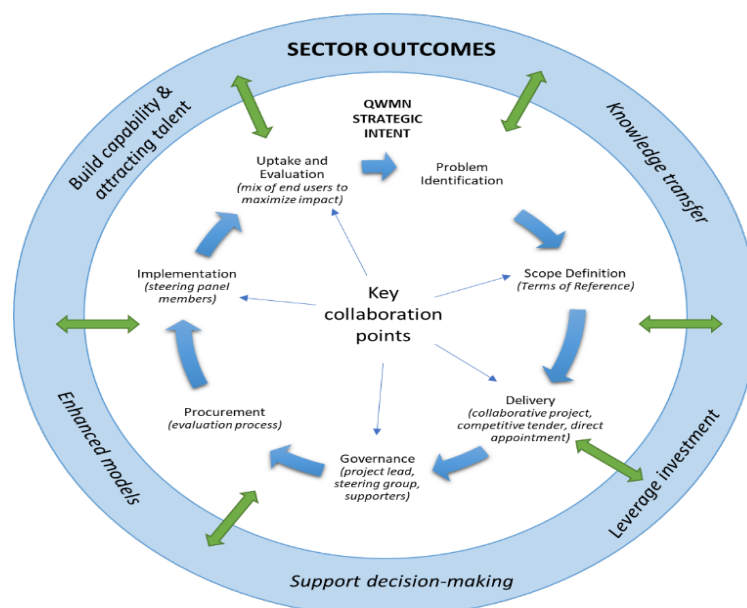 SECTOR OUTCOMES
QWMN
STRATEGIC
INTENT
Build capability &
attracting talent
Knowledge transfer
Uptake and
Evaluation
(mix of end users to
maximize impact)
Problem
Identification
Implementation
(steering panel
members)
Key
collaboration
points
Scope Definition
(Terms of Reference)
Procurement
(evaluation process)
Delivery
(collaborative project,
competitive tender, direct
appointment)
Governance
(project lead,
steering group,
supporters)
Enhanced models
Leverage investment
Support decision-making